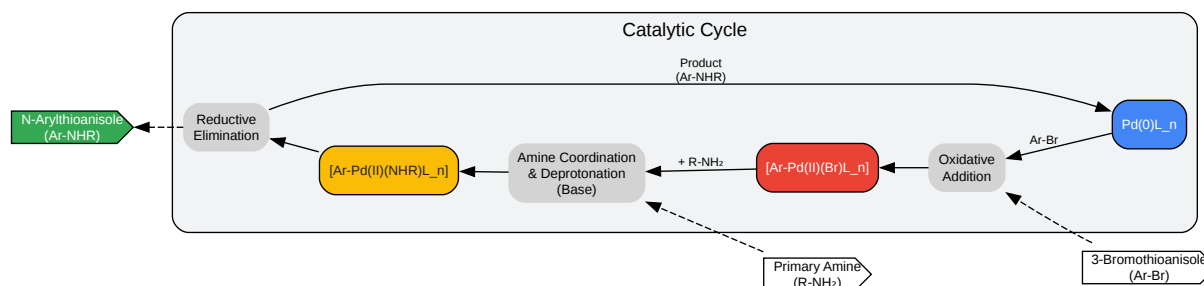 Catalytic Cycle
Product
(Ar-NHR)
N-Arylthioanisole
(Ar-NHR)
Reductive
Elimination
[Ar-Pd(II)(NHR)L_n]
Amine Coordination
& Deprotonation
(Base)
+ R-NH₂
[Ar-Pd(II)(Br)L_n]
Oxidative
Addition
Ar-Br
Pd(0)L_n
Primary Amine
(R-NH₂)
3-Bromothioanisole
(Ar-Br)